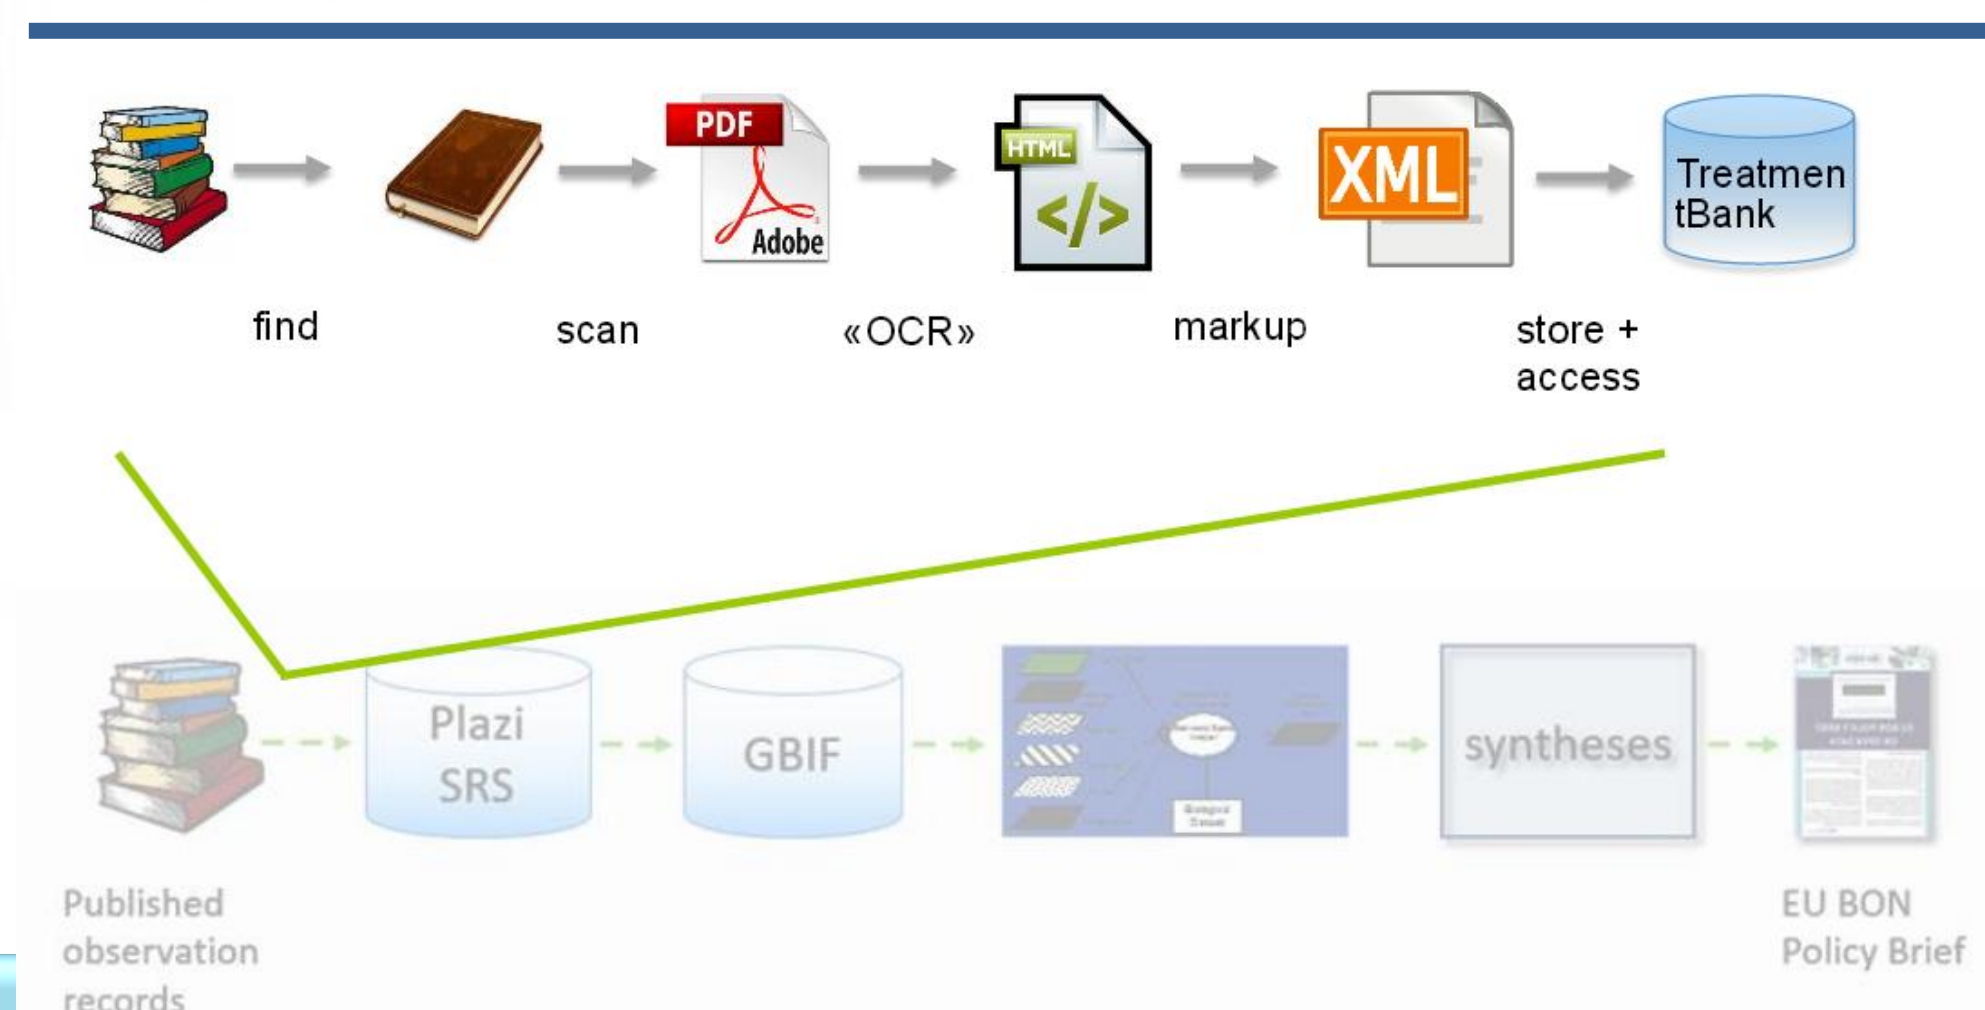 PDF
Adobe
HTML
</>
XML
Treatmen
tBank
find
scan
«OCR»
markup
store +
access
Plazi
SRS
GBIF
syntheses
Published
observation
records
EU BON
Policy Brief